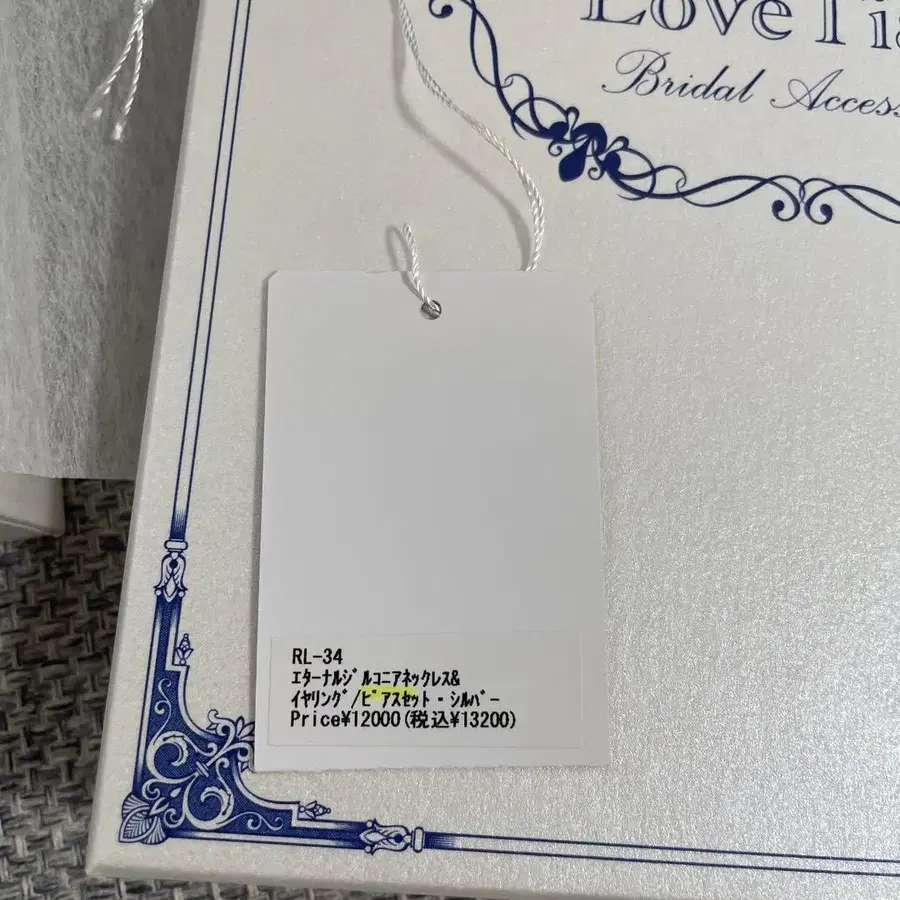 Love Tia
Bridal Access
RL-34
ｴﾀｰﾅﾙｼﾞﾙｺﾆｱﾈｯｸﾚｽ&
ｲﾔﾘﾝｸﾞ/ﾋﾟｱｽｾｯﾄ・ｼﾙﾊﾞｰ
Price¥12000(税込¥13200)